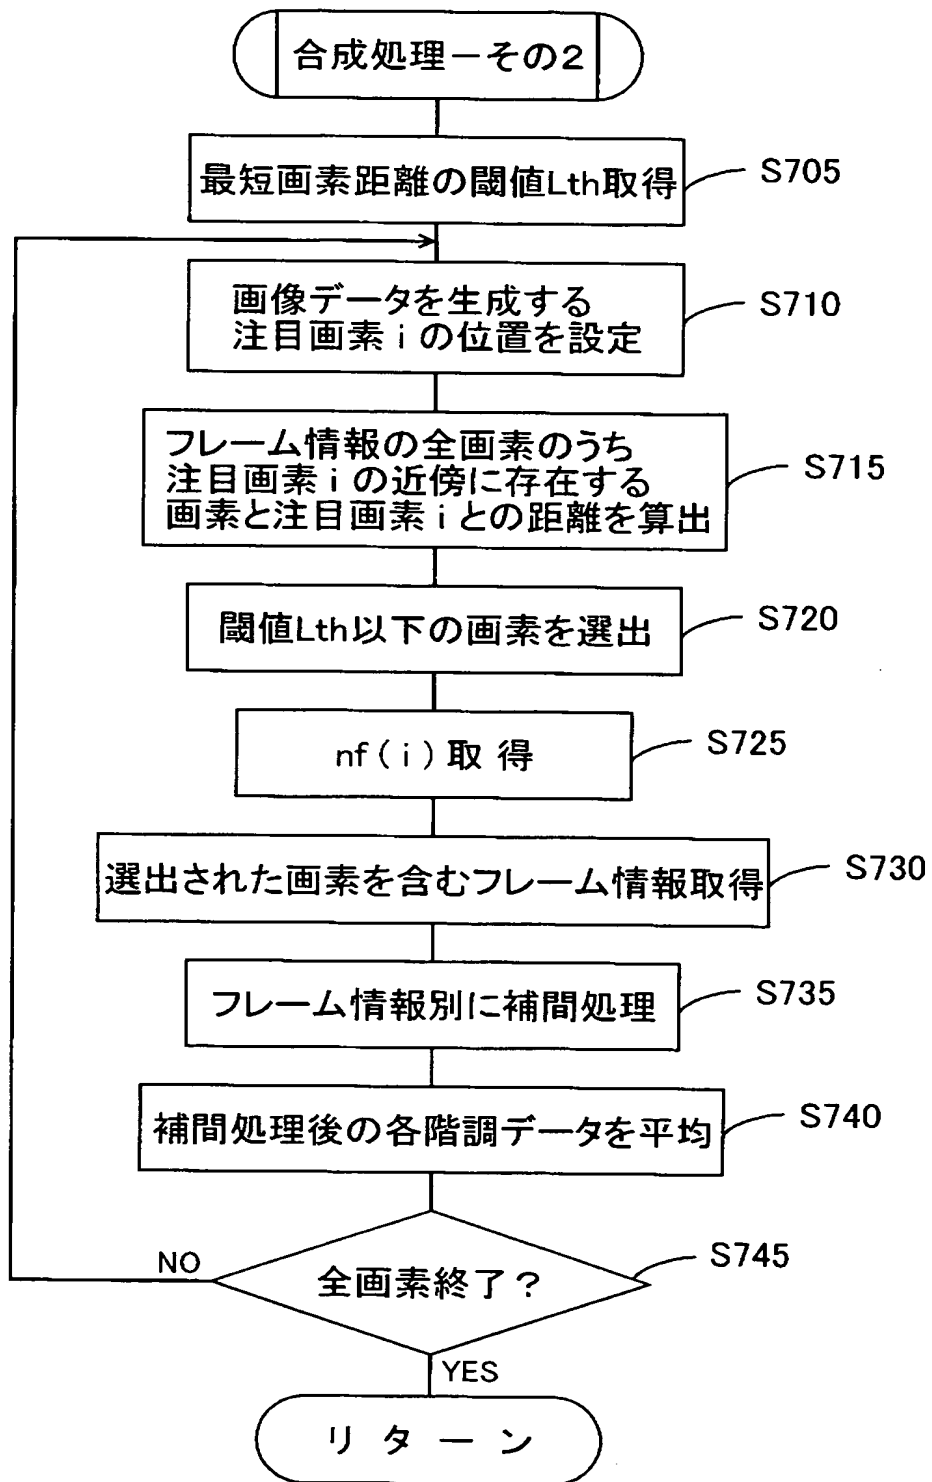 合成処理－その2
最短画素距離の閾値Lth取得
S705
画像データを生成する
注目画素iの位置を設定
S710
フレーム情報の全画素のうち
注目画素iの近傍に存在する
画素と注目画素iとの距離を算出
S715
閾値Lth以下の画素を選出
S720
nf(i)取得
S725
選出された画素を含むフレーム情報取得
S730
フレーム情報別に補間処理
S735
補間処理後の各階調データを平均
S740
全画素終了?
S745
NO
YES
リターン